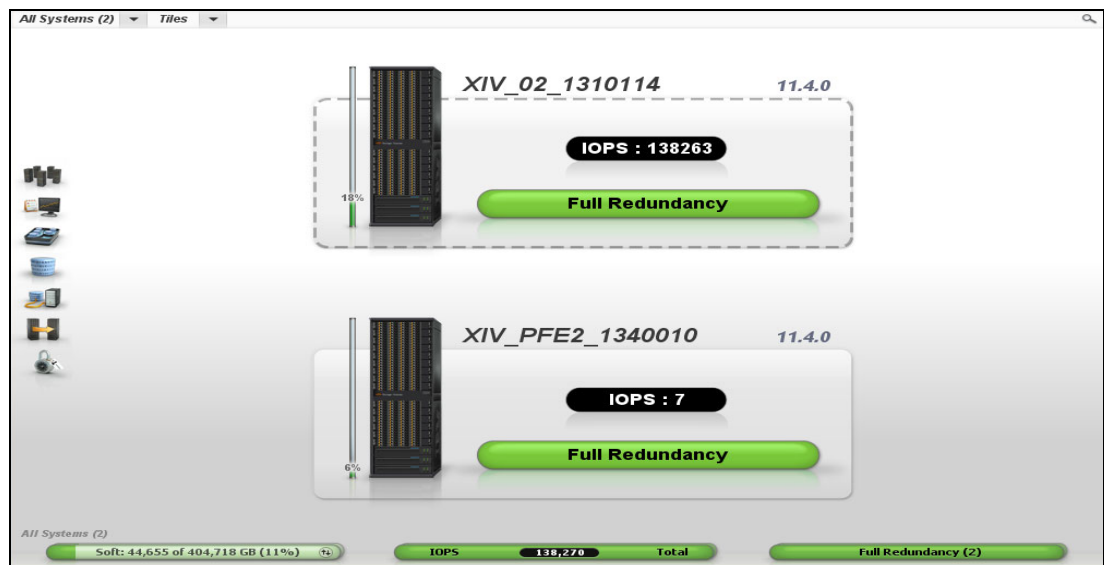 All Systems (2) Tiles
XIV_02_1310114 11.4.0
IOPS : 138263
18%
Full Redundancy
XIV_PFE2_1340010 11.4.0
IOPS : 7
Full Redundancy
6%
All Systems (2)
Soft: 44,655 of 404,718 GB (11%) IOPS 138,270 Total Full Redundancy (2)